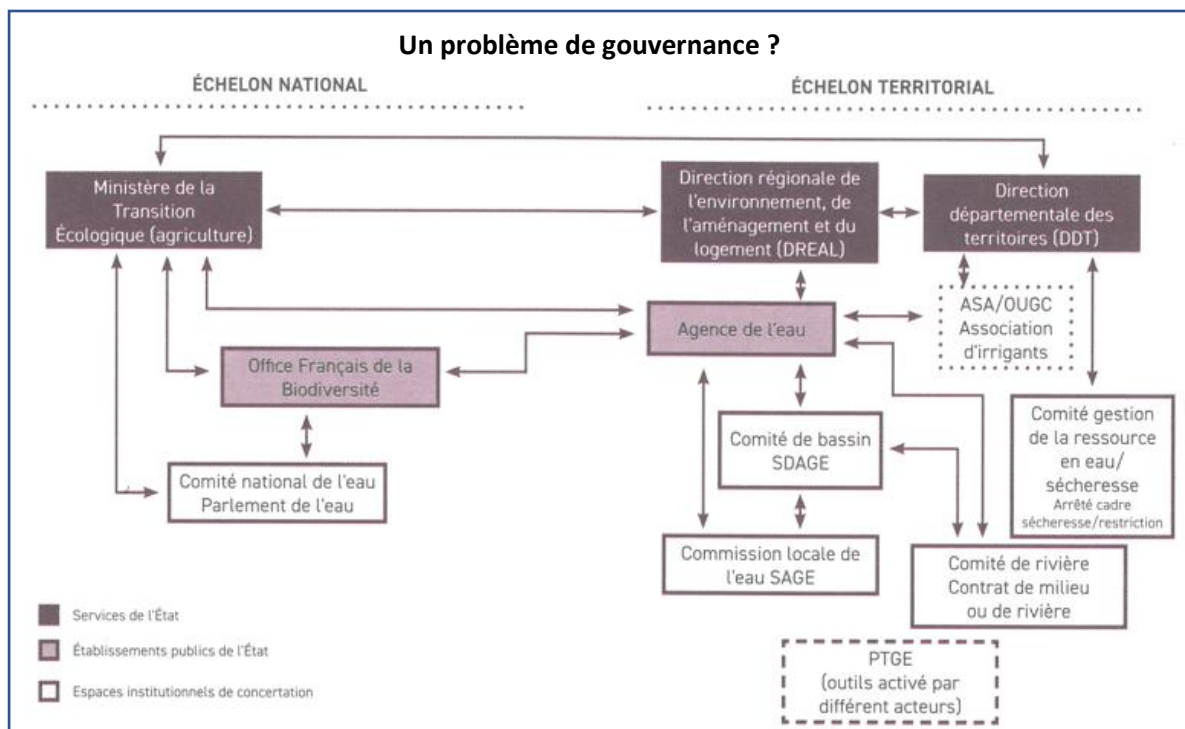 Un problème de gouvernance ?
ÉCHELON NATIONAL
ÉCHELON TERRITORIAL
Ministère de la
Transition
Écologique (agriculture)
Direction régionale de
l'environnement, de
l'aménagement et du
logement (DREAL)
Direction
départementale des
territoires (DDT)
Agence de l'eau
ASA/OUGC
Association
d'irrigants
Office Français de la
Biodiversité
Comité national de l'eau
Parlement de l'eau
Comité de bassin
SDAGE
Comité gestion
de la ressource
en eau/
sécheresse
Arrêté cadre
sécheresse/restriction
Commission locale de
l'eau SAGE
Comité de rivière
Contrat de milieu
ou de rivière
Services de l'État
Établissements publics de l'État
Espaces institutionnels de concertation
PTGE
(outils activé par
différent acteurs)